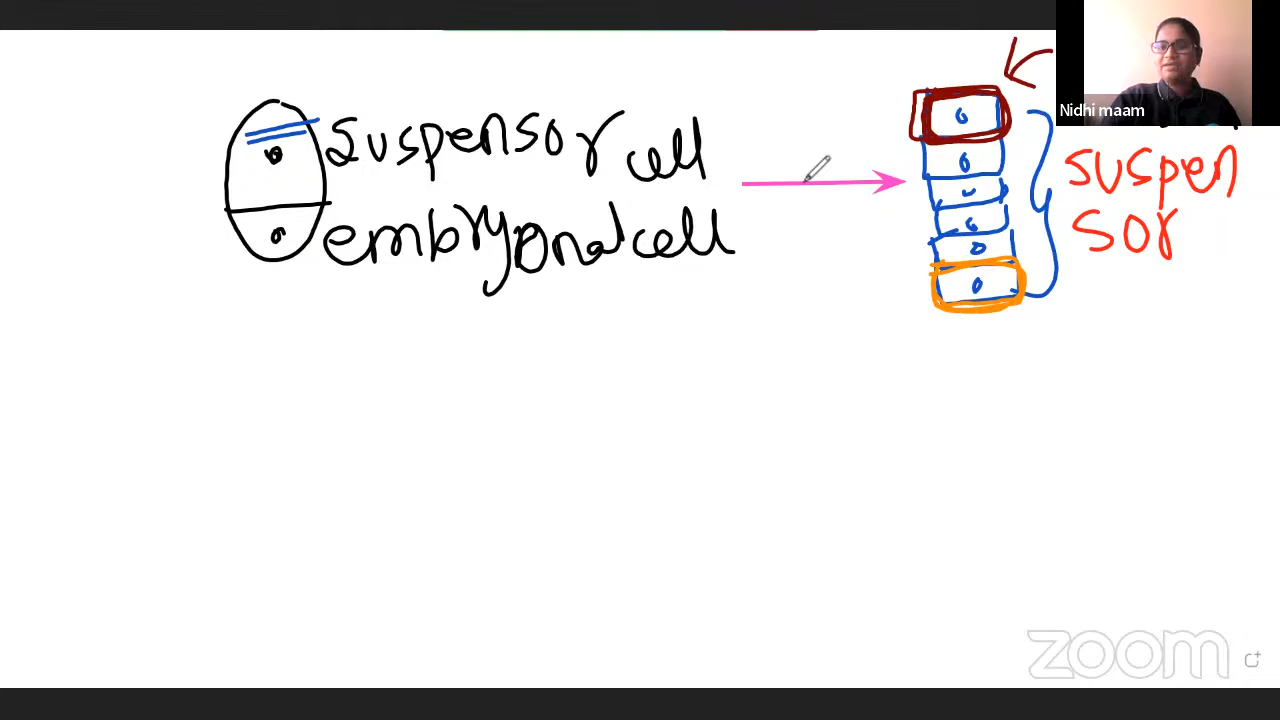 suspensor cell
embryonal cell
suspen
sor
Nidhi maam
zoom